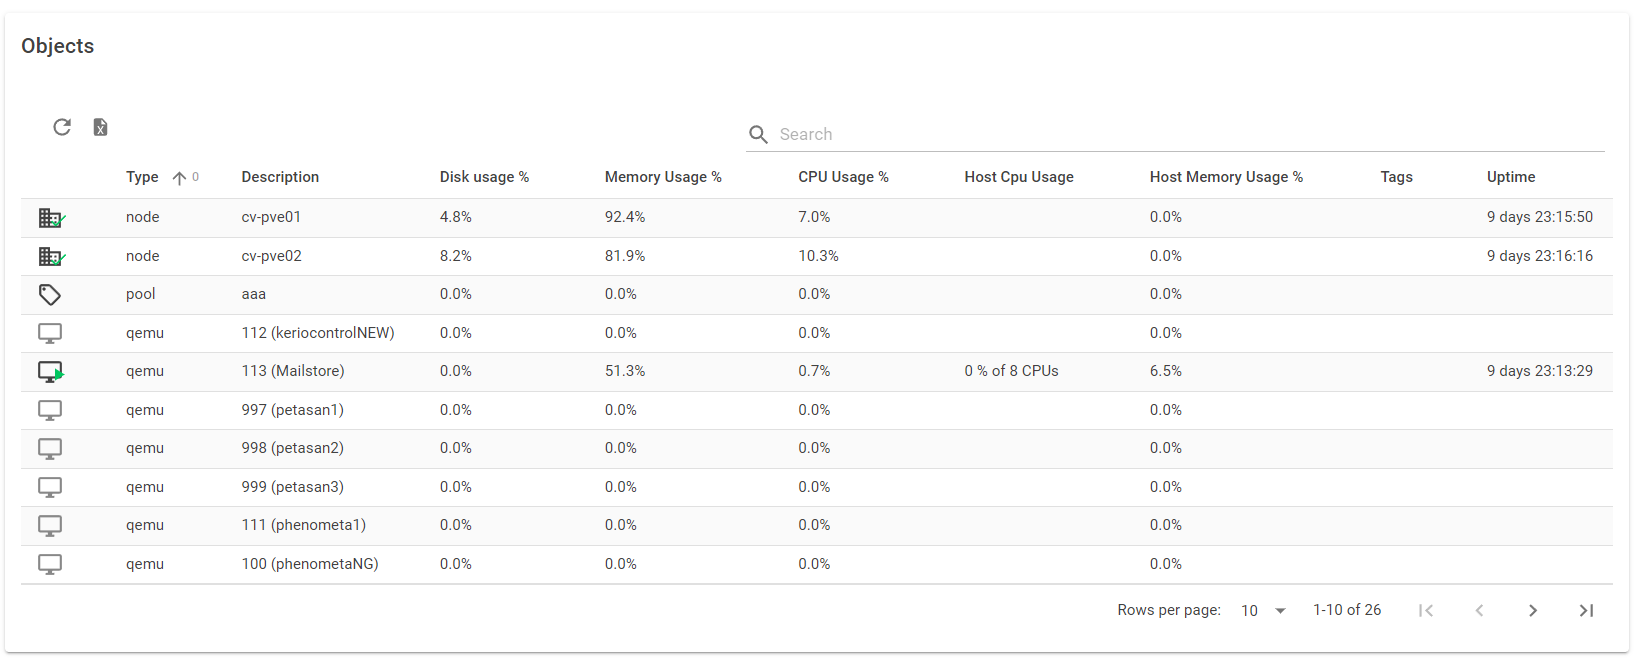 Objects
Search
Type 0 Description Disk usage % Memory Usage % CPU Usage % Host Cpu Usage Host Memory Usage % Tags Uptime
node cv-pve01 4.8% 92.4% 7.0% 0.0% 9 days 23:15:50
node cv-pve02 8.2% 81.9% 10.3% 0.0% 9 days 23:16:16
pool aaa 0.0% 0.0% 0.0% 0.0%
qemu 112 (keriocontrolNEW) 0.0% 0.0% 0.0% 0.0%
qemu 113 (Mailstore) 0.0% 51.3% 0.7% 0 % of 8 CPUs 6.5% 9 days 23:13:29
qemu 997 (petasan1) 0.0% 0.0% 0.0% 0.0%
qemu 998 (petasan2) 0.0% 0.0% 0.0% 0.0%
qemu 999 (petasan3) 0.0% 0.0% 0.0% 0.0%
qemu 111 (phenometa1) 0.0% 0.0% 0.0% 0.0%
qemu 100 (phenometaNG) 0.0% 0.0% 0.0% 0.0%
Rows per page: 10 1-10 of 26